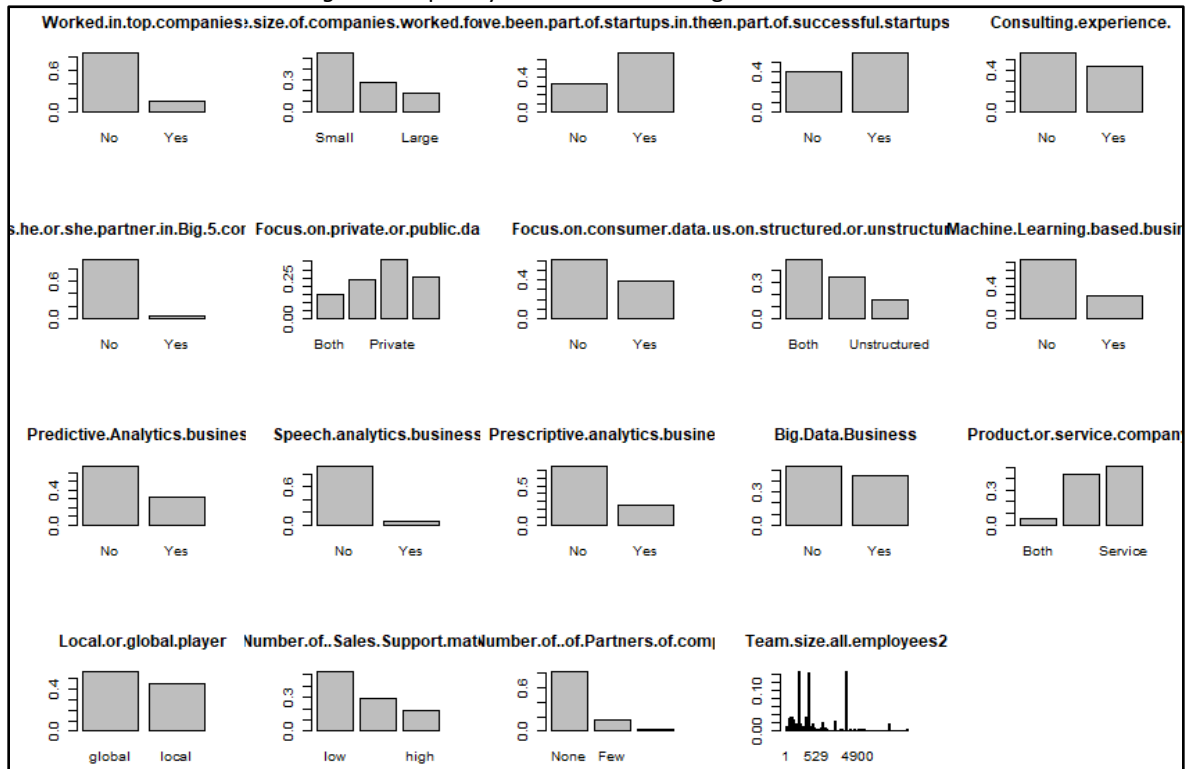 Worked.in.top.companies
.size.of.companies.worked.fo
ve.been.part.of.startups.in.the
en.part.of.successful.startups
Consulting.experience.
0.6 0.3 0.4 0.4 0.4
0.0 0.0 0.0 0.0 0.0
No Yes Small Large No Yes No Yes No Yes
s.he.or.she.partner.in.Big.5.con
Focus.on.private.or.public.da
Focus.on.consumer.data.
us.on.structured.or.unstructur
Machine.Learning.based.busin
0.6 0.25 0.4 0.3 0.4
0.0 0.00 0.0 0.0 0.0
No Yes Both Private No Yes Both Unstructured No Yes
Predictive.Analytics.busines
Speech.analytics.business
Prescriptive.analytics.busine
Big.Data.Business
Product.or.service.company
0.4 0.6 0.5 0.3 0.3
0.0 0.0 0.0 0.0 0.0
No Yes No Yes No Yes No Yes Both Service
Local.or.global.player
Number.of..Sales.Support.mate
Number.of..of.Partners.of.comp
Team.size.all.employees2
0.4 0.3 0.6 0.10
0.0 0.0 0.0 0.00
global local low high None Few 1 529 4900